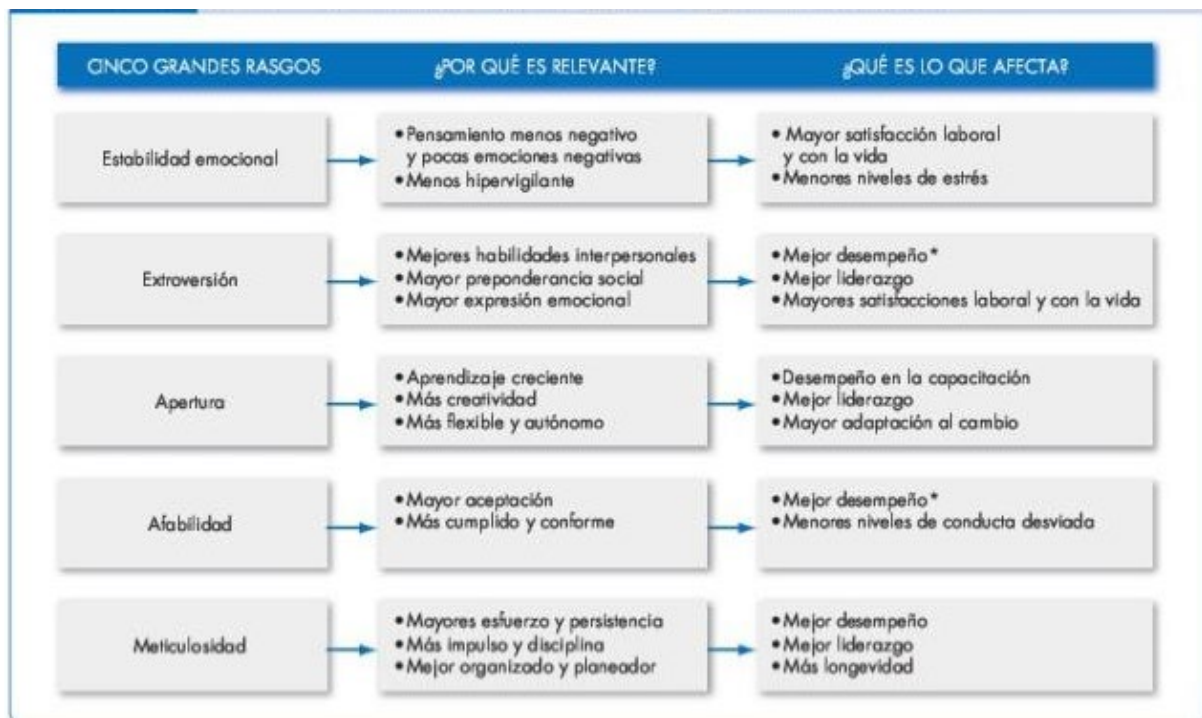 CINCO GRANDES RASGOS
¿POR QUÉ ES RELEVANTE?
¿QUÉ ES LO QUE AFECTA?
Estabilidad emocional
• Pensamiento menos negativo
y pocas emociones negativas
• Menos hipervigilante
• Mayor satisfacción laboral
y con la vida
• Menores niveles de estrés
Extroversión
• Mejores habilidades interpersonales
• Mayor preponderancia social
• Mayor expresión emocional
• Mejor desempeño*
• Mejor liderazgo
• Mayores satisfacciones laboral y con la vida
Apertura
• Aprendizaje creciente
• Más creatividad
• Más flexible y autónomo
• Desempeño en la capacitación
• Mejor liderazgo
• Mayor adaptación al cambio
Afabilidad
• Mayor aceptación
• Más cumplido y conforme
• Mejor desempeño*
• Menores niveles de conducta desviada
Meticulosidad
• Mayores esfuerzo y persistencia
• Más impulso y disciplina
• Mejor organizado y planeador
• Mejor desempeño
• Mejor liderazgo
• Más longevidad